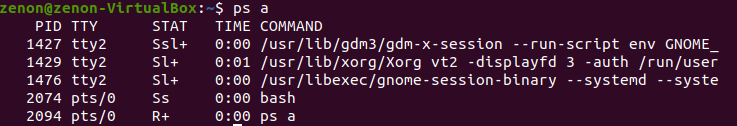 zenon@zenon-VirtualBox:~$ ps a
    PID TTY      STAT   TIME COMMAND
   1427 tty2     Ssl+   0:00 /usr/lib/gdm3/gdm-x-session --run-script env GNOME_
   1429 tty2     Sl+    0:01 /usr/lib/xorg/Xorg vt2 -displayfd 3 -auth /run/user
   1476 tty2     Sl+    0:00 /usr/libexec/gnome-session-binary --systemd --syste
   2074 pts/0    Ss     0:00 bash
   2094 pts/0    R+     0:00 ps a